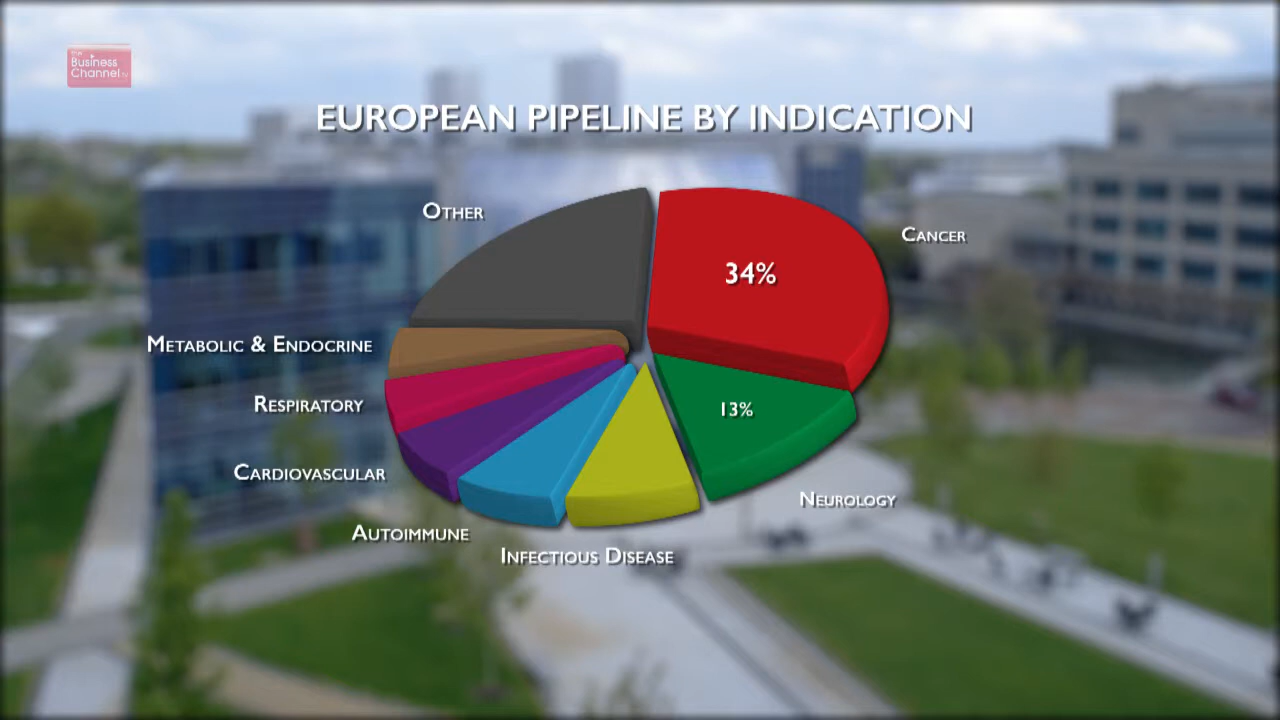 the
Business
Channel.tv
EUROPEAN PIPELINE BY INDICATION
OTHER
CANCER
34%
METABOLIC & ENDOCRINE
RESPIRATORY
13%
CARDIOVASCULAR
NEUROLOGY
AUTOIMMUNE
INFECTIOUS DISEASE